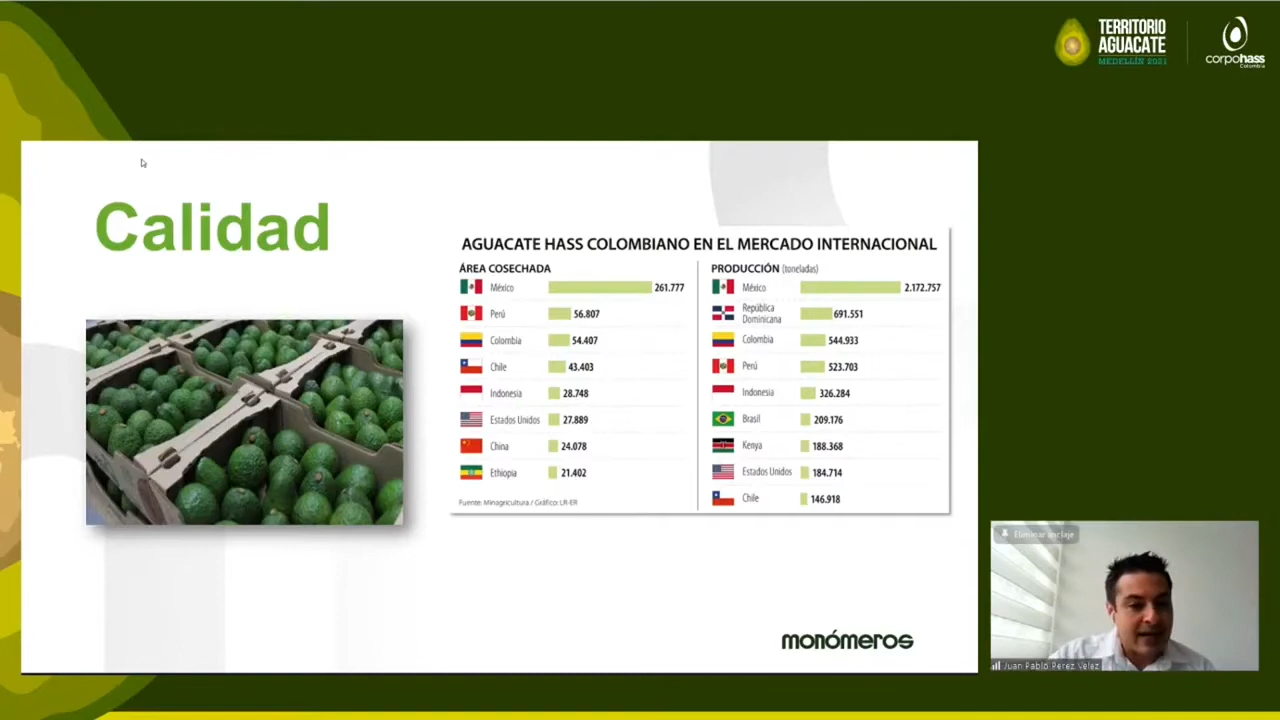 TERRITORIO
AGUACATE
MEDELLÍN 2021
corpohass
Colombia
Calidad
AGUACATE HASS COLOMBIANO EN EL MERCADO INTERNACIONAL
ÁREA COSECHADA
México 261.777
Perú 56.807
Colombia 54.407
Chile 43.403
Indonesia 28.748
Estados Unidos 27.889
China 24.078
Ethiopia 21.402
Fuente: Minagricultura / Gráfico: LR-ER
PRODUCCIÓN (toneladas)
México 2.172.757
República
Dominicana 691.551
Colombia 544.933
Perú 523.703
Indonesia 326.284
Brasil 209.176
Kenya 188.368
Estados Unidos 184.714
Chile 146.918
monómeros
Eliminar anclaje
Juan Pablo Perez Velez